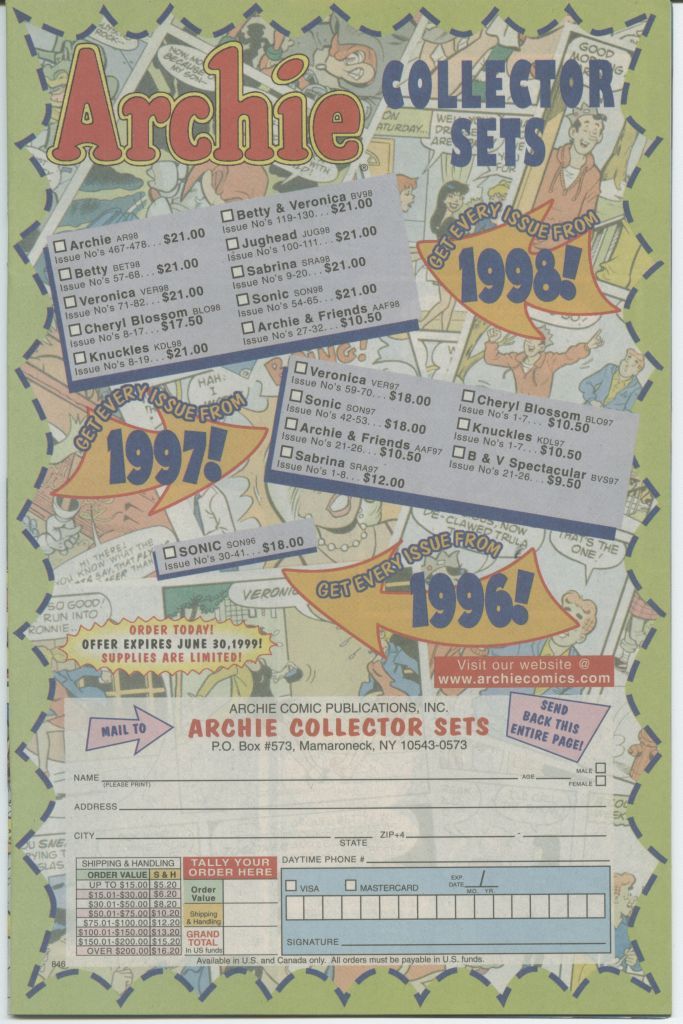 Archie®
COLLECTOR
SETS
GET EVERY ISSUE FROM
1998!
Archie AR98
Issue No's 467-478... $21.00
Betty BET98
Issue No's 57-68... $21.00
Veronica VER98
Issue No's 71-82... $21.00
Cheryl Blossom BLO98
Issue No's 8-17... $17.50
Knuckles KDL98
Issue No's 8-19... $21.00
Betty & Veronica BV98
Issue No's 119-130... $21.00
Jughead JUG98
Issue No's 100-111... $21.00
Sabrina SRA98
Issue No's 9-20... $21.00
Sonic SON98
Issue No's 54-65... $21.00
Archie & Friends AAF98
Issue No's 27-32... $10.50
GET EVERY ISSUE FROM
1997!
Veronica VER97
Issue No's 59-70... $18.00
Sonic SON97
Issue No's 42-53... $18.00
Archie & Friends AAF97
Issue No's 21-26... $10.50
Sabrina SRA97
Issue No's 1-8... $12.00
Cheryl Blossom BLO97
Issue No's 1-7... $10.50
Knuckles KDL97
Issue No's 1-7... $10.50
B & V Spectacular BVS97
Issue No's 21-26... $9.50
SONIC SON96
Issue No's 30-41... $18.00
GET EVERY ISSUE FROM
1996!
GOOD
MORNING
HAH!
THAT'S THE
ONE!
DE-CLAWED TRULA
SO GOOD!
RUN INTO
RONNIE
ORDER TODAY!
OFFER EXPIRES JUNE 30,1999!
SUPPLIES ARE LIMITED!
Visit our website @
www.archiecomics.com
MAIL TO
ARCHIE COMIC PUBLICATIONS, INC.
ARCHIE COLLECTOR SETS
P.O. Box #573, Mamaroneck, NY 10543-0573
SEND
BACK THIS
ENTIRE PAGE!
NAME AGE MALE
(PLEASE PRINT) FEMALE
ADDRESS
CITY STATE ZIP+4 -
DAYTIME PHONE #
SHIPPING & HANDLING
ORDER VALUE S & H
UP TO $15.00 $5.20
$15.01-$30.00 $6.20
$30.01-$50.00 $8.20
$50.01-$75.00 $10.20
$75.01-$100.00 $12.20
$100.01-$150.00 $13.20
$150.01-$200.00 $15.20
OVER $200.00 $16.20
TALLY YOUR
ORDER HERE
Order
Value
Shipping
& Handling
GRAND
TOTAL
In US funds
VISA MASTERCARD EXP. DATE / MO. YR.
SIGNATURE
646 Available in U.S. and Canada only. All orders must be payable in U.S. funds.